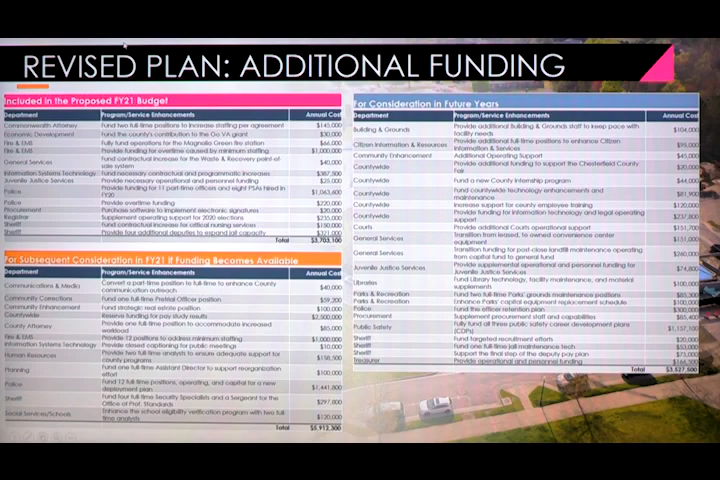 REVISED PLAN: ADDITIONAL FUNDING
Included in the Proposed FY21 Budget
Department Program/Service Enhancements Annual Cost
Commonwealth Attorney Fund two full-time positions to increase staffing per agreement $145,000
Economic Development Fund the county's contribution to the Go VA grant $30,000
Fire & EMS Fully fund operations for the Magnolia Green fire station $66,000
Fire & EMS Provide funding for overtime caused by minimum staffing $1,000,000
General Services Fund contractual increase for the Waste & Recovery point-of-sale system $40,000
Information Systems Technology Fund necessary contractual and programmatic increases $387,500
Juvenile Justice Services Provide necessary operational and personnel funding $25,000
Police Provide funding for 11 part-time officers and eight PSAs hired in FY20 $1,063,600
Police Provide overtime funding $220,000
Procurement Purchase software to implement electronic signatures $20,000
Registrar Supplement operating support for 2020 elections $235,000
Sheriff Fund contractual increase for critical nursing services $150,000
Sheriff Provide four additional deputies to expand jail capacity $321,000
Total $3,703,100
For Subsequent Consideration in FY21 if Funding Becomes Available
Department Program/Service Enhancements Annual Cost
Communications & Media Convert a part-time position to full-time to enhance County communication outreach $40,000
Community Corrections Fund one full-time Pretrial Officer position $59,200
Community Enhancement Fund strategic real estate position $100,000
Countywide Reserve funding for pay study results $2,500,000
County Attorney Provide one full-time position to accommodate increased workload $85,000
Fire & EMS Provide 12 positions to address minimum staffing $1,000,000
Information Systems Technology Provide closed captioning for public meetings $10,000
Human Resources Provide two full-time analysts to ensure adequate support for county programs $158,500
Planning Fund one full-time Assistant Director to support reorganization effort $100,000
Police Fund 12 full-time positions, operating, and capital for a new deployment plan $1,441,800
Sheriff Fund four full-time Security Specialists and a Sergeant for the Office of Prof. Standards $297,800
Social Services/Schools Enhance the school eligibility verification program with two full-time analysts $120,000
Total $5,912,300
For Consideration in Future Years
Department Program/Service Enhancements Annual Cost
Building & Grounds Provide additional Building & Grounds staff to keep pace with facility needs $104,000
Citizen Information & Resources Provide additional full-time positions to enhance Citizen Information & Services $95,000
Community Enhancement Additional Operating Support $45,000
Countywide Provide additional funding to support the Chesterfield County Fair $20,000
Countywide Fund a new County Internship program $44,000
Countywide Fund countywide technology enhancements and maintenance $81,900
Countywide Increase support for county employee training $120,000
Countywide Provide funding for information technology and legal operating support $237,800
Courts Provide additional Courts operational support $151,700
General Services Transition from leased, to owned convenience center equipment $151,000
General Services Transition funding for post-close landfill maintenance operating from capital fund to general fund $260,000
Juvenile Justice Services Provide supplemental operating and personnel funding for Juvenile Justice Services $74,800
Libraries Fund Library technology, facility maintenance, and material supplements $100,000
Parks & Recreation Fund two full-time Parks' grounds maintenance positions $85,300
Parks & Recreation Enhance Parks' capital equipment replacement schedule $100,000
Police Fund the officer retention plan $300,000
Procurement Supplement procurement staff and capabilities $85,400
Public Safety Fully fund all three public safety career development plans (CDPs) $1,157,100
Sheriff Fund targeted recruitment efforts $20,000
Sheriff Fund one full-time jail maintenance tech $53,000
Sheriff Support the final step of the deputy pay plan $75,000
Treasurer Provide operational and personnel funding
Total $3,527,500